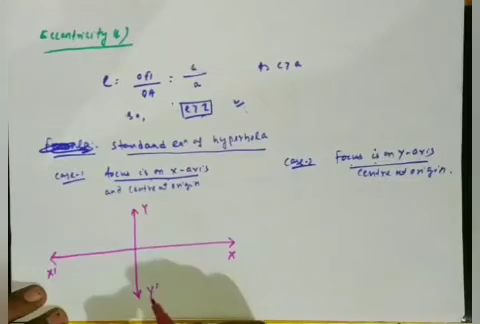 Eccentricity e)
e = OF1/OA = c/a   as c>a
so, e>1
Standard eqn of hyperbola
Case-1 focus is on x-axis
and centre at origin
Case-2 focus is on y-axis
centre at origin.
Y
X' X
Y'